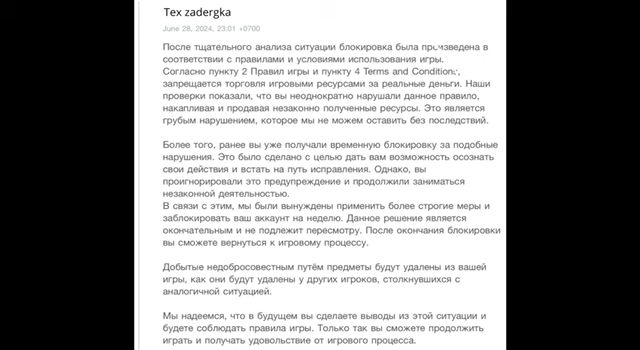 Tex zadergka
June 28, 2024, 23:01 +0700
После тщательного анализа ситуации блокировка была произведена в
соответствии с правилами и условиями использования игры.
Согласно пункту 2 Правил игры и пункту 4 Terms and Conditions,
запрещается торговля игровыми ресурсами за реальные деньги. Наши
проверки показали, что вы неоднократно нарушали данное правило,
накапливая и продавая незаконно полученные ресурсы. Это является
грубым нарушением, которое мы не можем оставить без последствий.
Более того, ранее вы уже получали временную блокировку за подобные
нарушения. Это было сделано с целью дать вам возможность осознать
свои действия и встать на путь исправления. Однако, вы
проигнорировали это предупреждение и продолжили заниматься
незаконной деятельностью.
В связи с этим, мы были вынуждены применить более строгие меры и
заблокировать ваш аккаунт на неделю. Данное решение является
окончательным и не подлежит пересмотру. После окончания блокировки
вы сможете вернуться к игровому процессу.
Добытые недобросовестным путём предметы будут удалены из вашей
игры, как они будут удалены у других игроков, столкнувшихся с
аналогичной ситуацией.
Мы надеемся, что в будущем вы сделаете выводы из этой ситуации и
будете соблюдать правила игры. Только так вы сможете продолжить
играть и получать удовольствие от игрового процесса.